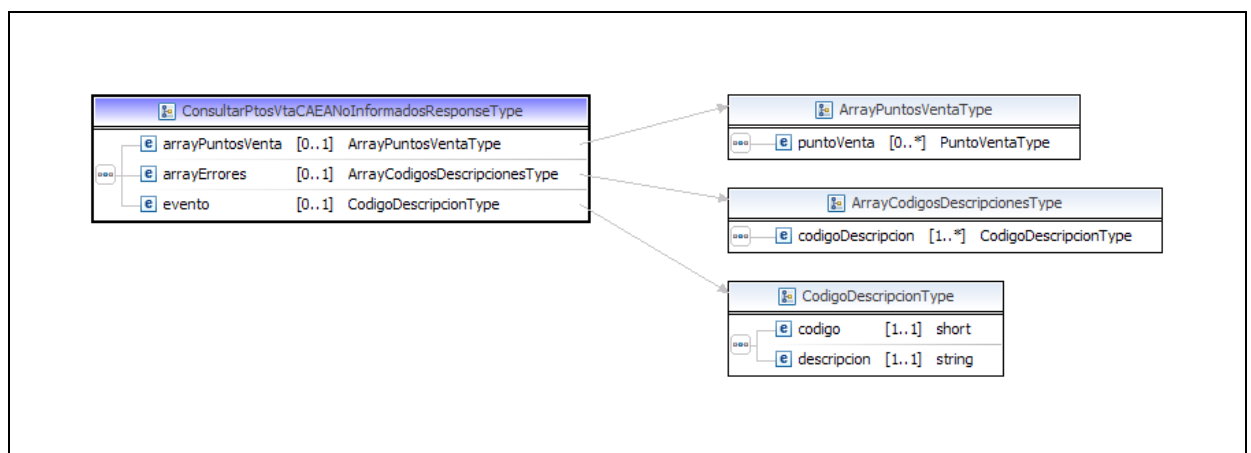 ConsultarPtosVtaCAEANoInformadosResponseType
e arrayPuntosVenta [0..1] ArrayPuntosVentaType
e arrayErrores [0..1] ArrayCodigosDescripcionesType
e evento [0..1] CodigoDescripcionType
ArrayPuntosVentaType
e puntoVenta [0..*] PuntoVentaType
ArrayCodigosDescripcionesType
e codigoDescripcion [1..*] CodigoDescripcionType
CodigoDescripcionType
e codigo [1..1] short
e descripcion [1..1] string